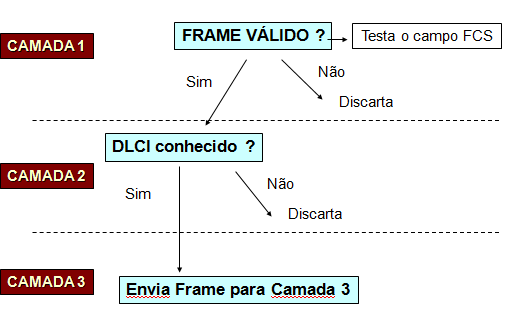 CAMADA 1
FRAME VÁLIDO ?
Testa o campo FCS
Sim
Não
Discarta
CAMADA 2
DLCI conhecido ?
Sim
Não
Discarta
CAMADA 3
Envia Frame para Camada 3